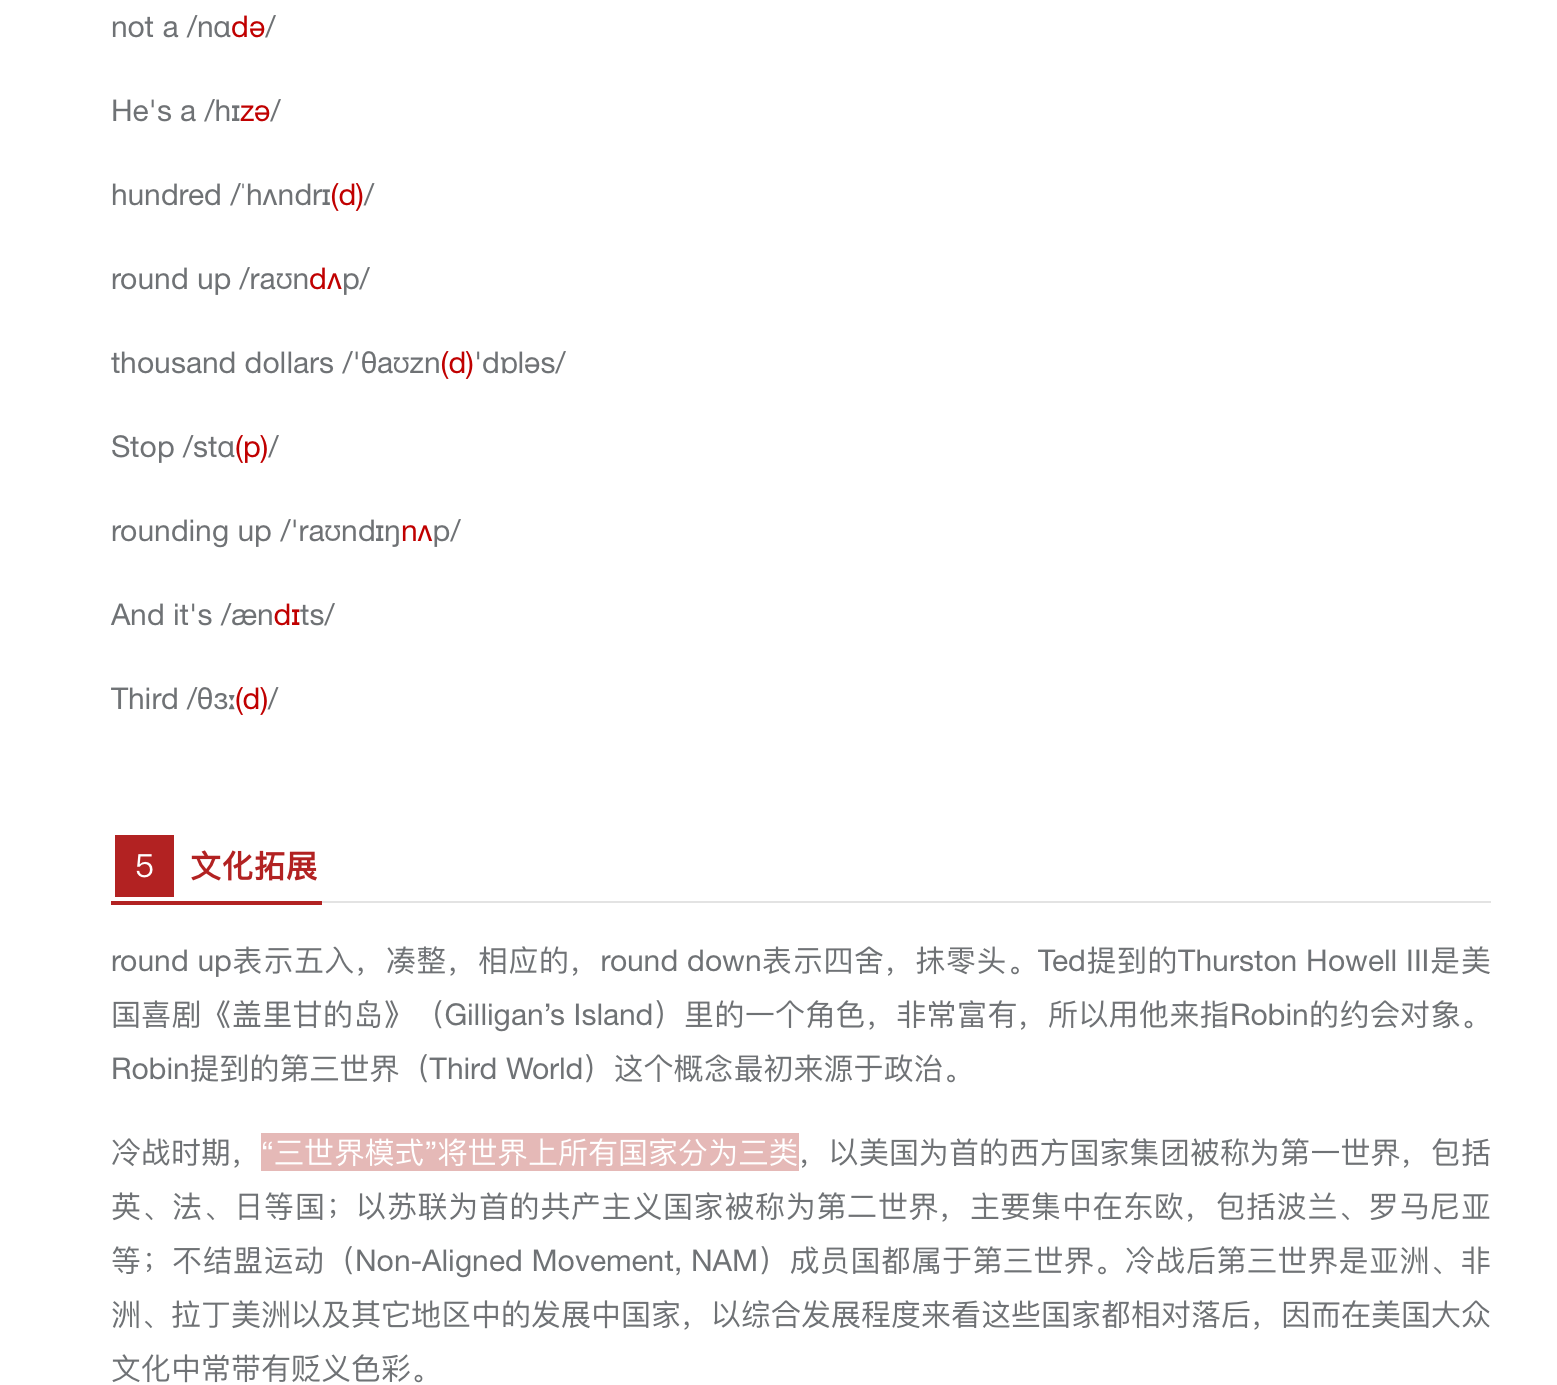 not a /nɑdə/
He's a /hɪzə/
hundred /ˈhʌndrɪ(d)/
round up /raʊndʌp/
thousand dollars /ˈθaʊzn(d)ˈdɒləs/
Stop /stɑ(p)/
rounding up /ˈraʊndɪŋnʌp/
And it's /ændɪts/
Third /θɜː(d)/
5 文化拓展
round up表示五入，凑整，相应的，round down表示四舍，抹零头。Ted提到的Thurston Howell III是美
国喜剧《盖里甘的岛》（Gilligan’s Island）里的一个角色，非常富有，所以用他来指Robin的约会对象。
Robin提到的第三世界（Third World）这个概念最初来源于政治。
冷战时期，“三世界模式”将世界上所有国家分为三类，以美国为首的西方国家集团被称为第一世界，包括
英、法、日等国；以苏联为首的共产主义国家被称为第二世界，主要集中在东欧，包括波兰、罗马尼亚
等；不结盟运动（Non-Aligned Movement, NAM）成员国都属于第三世界。冷战后第三世界是亚洲、非
洲、拉丁美洲以及其它地区中的发展中国家，以综合发展程度来看这些国家都相对落后，因而在美国大众
文化中常带有贬义色彩。